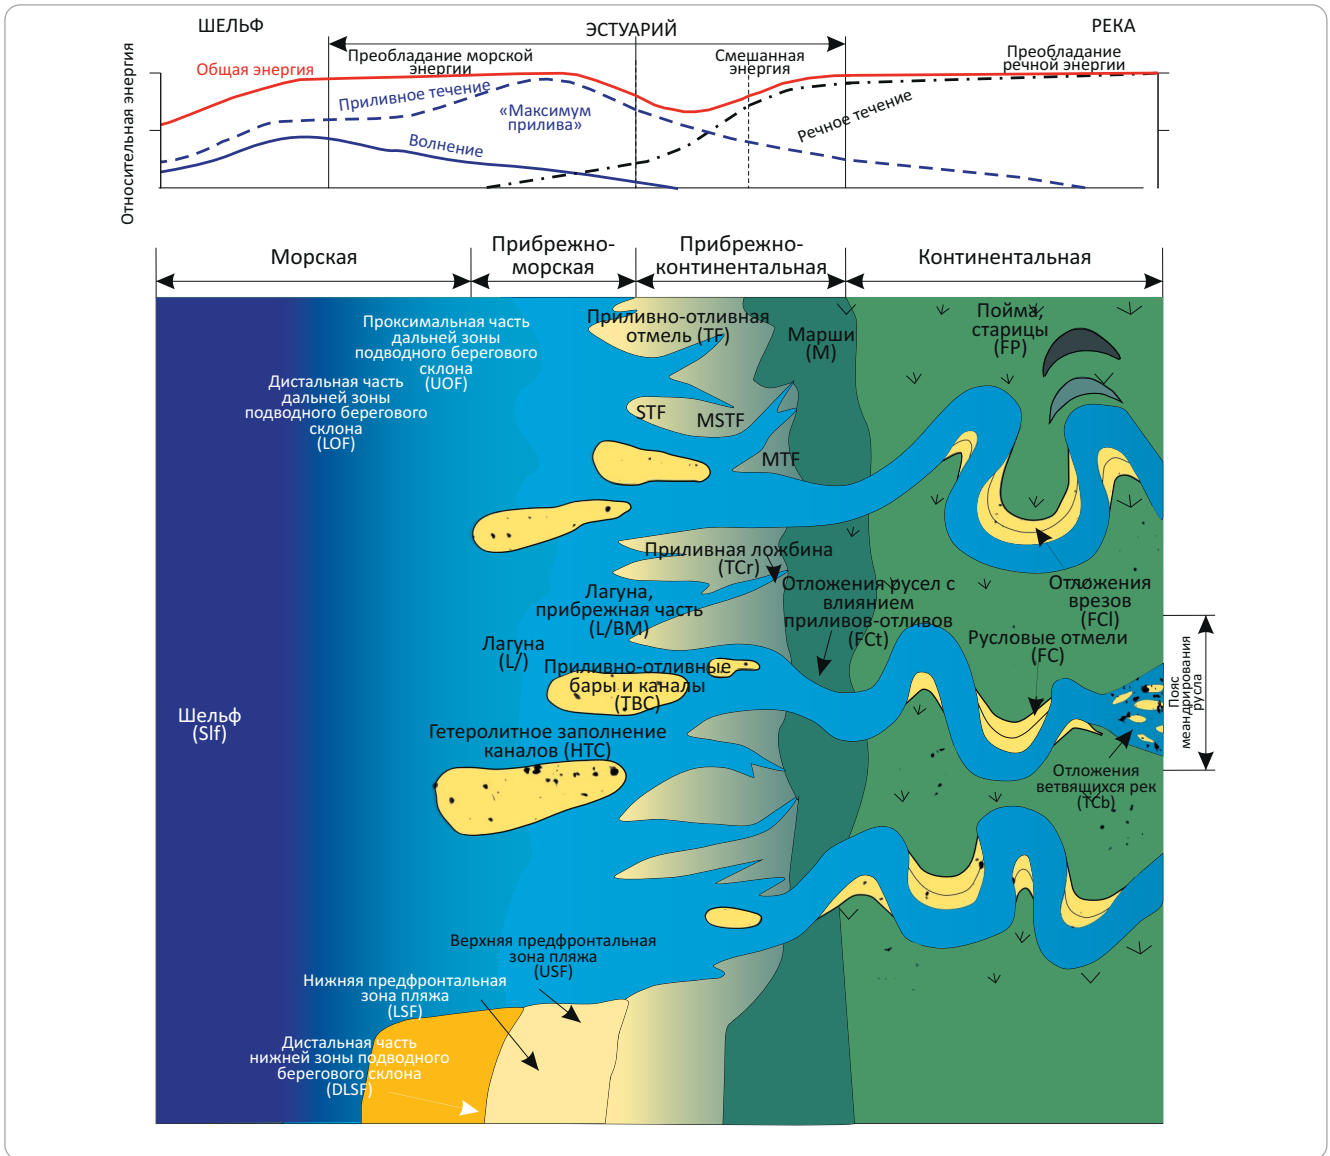 ШЕЛЬФ
ЭСТУАРИЙ
РЕКА
Относительная энергия
Общая энергия
Преобладание морской
энергии
Смешанная
энергия
Преобладание
речной энергии
Приливное течение
«Максимум
прилива»
Волнение
Речное течение
Морская
Прибрежно-
морская
Прибрежно-
континентальная
Континентальная
Проксимальная часть
дальней зоны
подводного берегового
склона
(UOF)
Дистальная часть
дальней зоны
подводного берегового
склона
(LOF)
Приливно-отливная
отмель (TF)
Марши
(M)
Пойма,
старицы
(FP)
STF
MSTF
MTF
Приливная ложбина
(TCr)
Отложения русел с
влиянием
приливов-отливов
(FCt)
Отложения
врезов
(FCl)
Лагуна,
прибрежная часть
(L/BM)
Лагуна
(L/)
Русловые отмели
(FC)
Приливно-отливные
бары и каналы
(TBC)
Пояс
меандрирования
русла
Шельф
(Slf)
Гетеролитное заполнение
каналов (HTC)
Отложения
ветвящихся рек
(TCb)
Верхняя предфронтальная
зона пляжа
(USF)
Нижняя предфронтальная
зона пляжа
(LSF)
Дистальная часть
нижней зоны подводного
берегового склона
(DLSF)